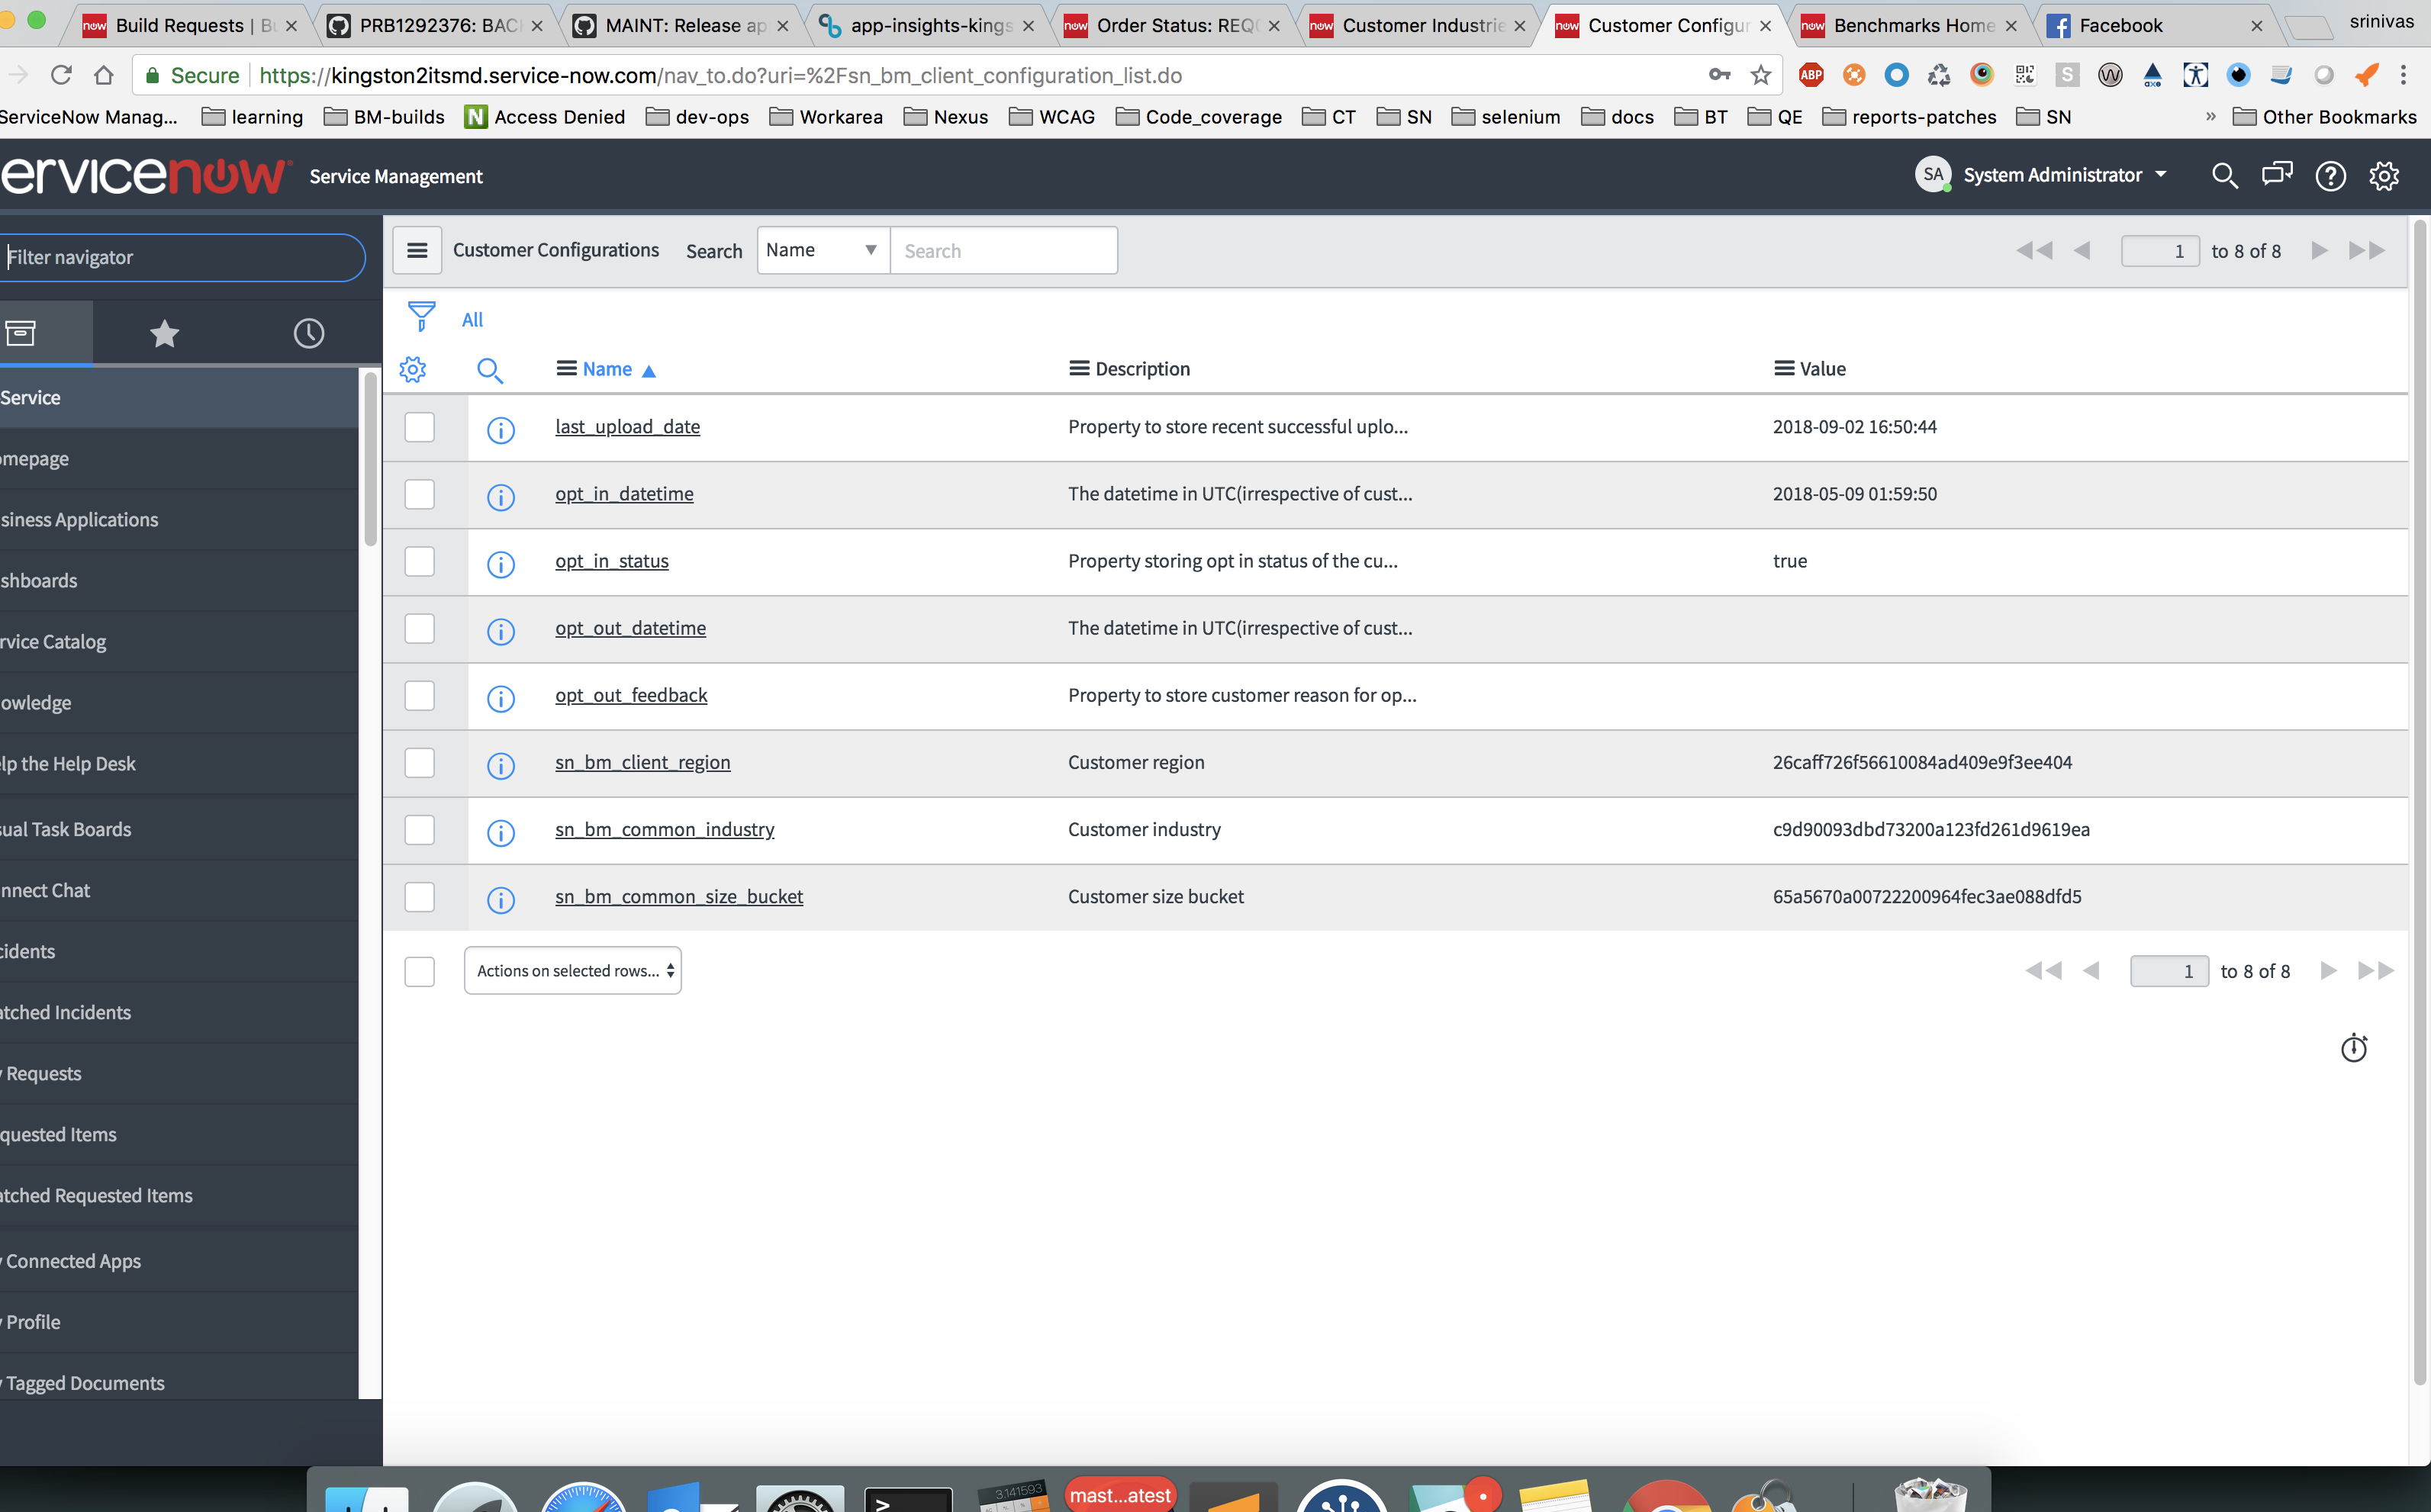 Build Requests | Bu
PRB1292376: BACK
MAINT: Release ap
app-insights-kings
Order Status: REQ
Customer Industrie
Customer Configur
Benchmarks Home
Facebook
srinivas
Secure https://kingston2itsmd.service-now.com/nav_to.do?uri=%2Fsn_bm_client_configuration_list.do
ServiceNow Manag... learning BM-builds Access Denied dev-ops Workarea Nexus WCAG Code_coverage CT SN selenium docs BT QE reports-patches SN » Other Bookmarks
ervicenow Service Management SA System Administrator
Filter navigator
Customer Configurations Search Name Search 1 to 8 of 8
All
Name Description Value
last_upload_date Property to store recent successful uplo... 2018-09-02 16:50:44
opt_in_datetime The datetime in UTC(irrespective of cust... 2018-05-09 01:59:50
opt_in_status Property storing opt in status of the cu... true
opt_out_datetime The datetime in UTC(irrespective of cust...
opt_out_feedback Property to store customer reason for op...
sn_bm_client_region Customer region 26caff726f56610084ad409e9f3ee404
sn_bm_common_industry Customer industry c9d90093dbd73200a123fd261d9619ea
sn_bm_common_size_bucket Customer size bucket 65a5670a00722200964fec3ae088dfd5
Actions on selected rows... 1 to 8 of 8
Service
omepage
siness Applications
shboards
rvice Catalog
owledge
lp the Help Desk
ual Task Boards
nnect Chat
cidents
atched Incidents
y Requests
quested Items
atched Requested Items
y Connected Apps
y Profile
y Tagged Documents
3.141593
mast...atest